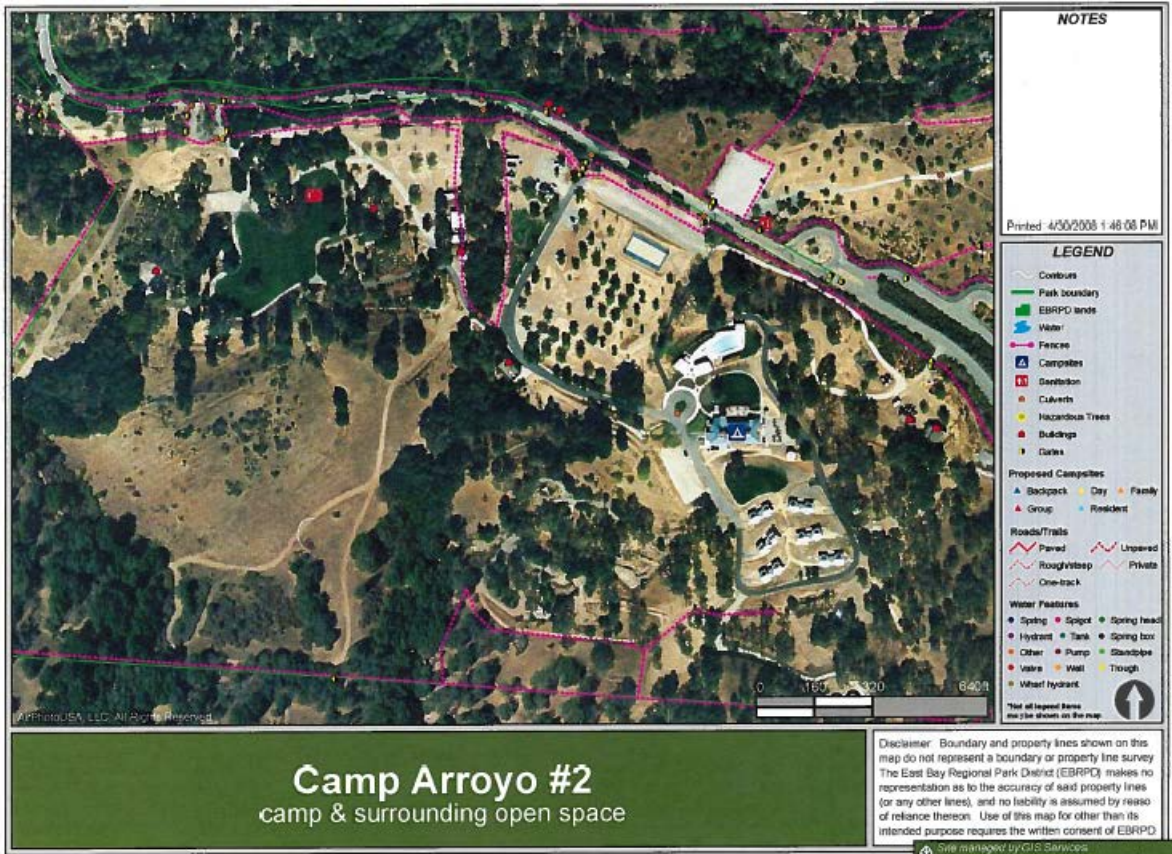 NOTES
Printed: 4/30/2008 1:46:08 PM
LEGEND
Contours
Park boundary
EBRPD lands
Water
Fences
Campsites
Sanitation
Culverts
Hazardous Trees
Buildings
Gates
Proposed Campsites
Backpack Day Family
Group Resident
Roads/Trails
Paved Unpaved
Rough/steep Private
One-track
Water Features
Spring Spigot Spring head
Hydrant Tank Spring box
Other Pump Standpipe
Valve Well Trough
Wharf hydrant
*Not all legend items
may be shown on the map
0 160 320 640ft
AirPhotoUSA, LLC, All Rights Reserved
Camp Arroyo #2
camp & surrounding open space
Disclaimer: Boundary and property lines shown on this
map do not represent a boundary or property line survey
The East Bay Regional Park District (EBRPD) makes no
representation as to the accuracy of said property lines
(or any other lines), and no liability is assumed by reaso
of reliance thereon. Use of this map for other than its
intended purpose requires the written consent of EBRPD
Site managed by GIS Services